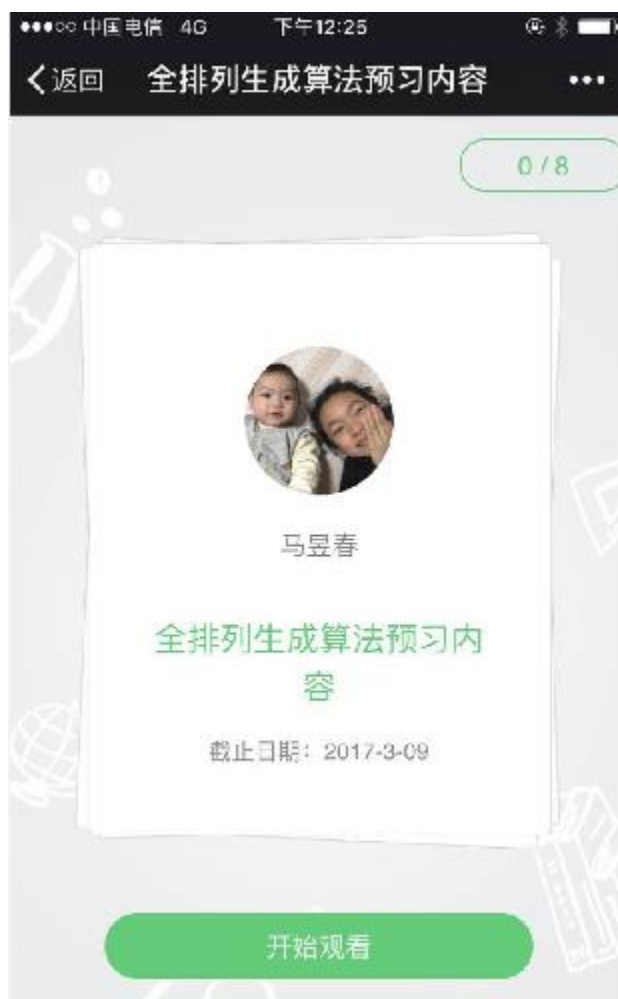 中国电信 4G 下午12:25
返回 全排列生成算法预习内容
0 / 8
马昱春
全排列生成算法预习内
容
截止日期：2017-3-09
开始观看